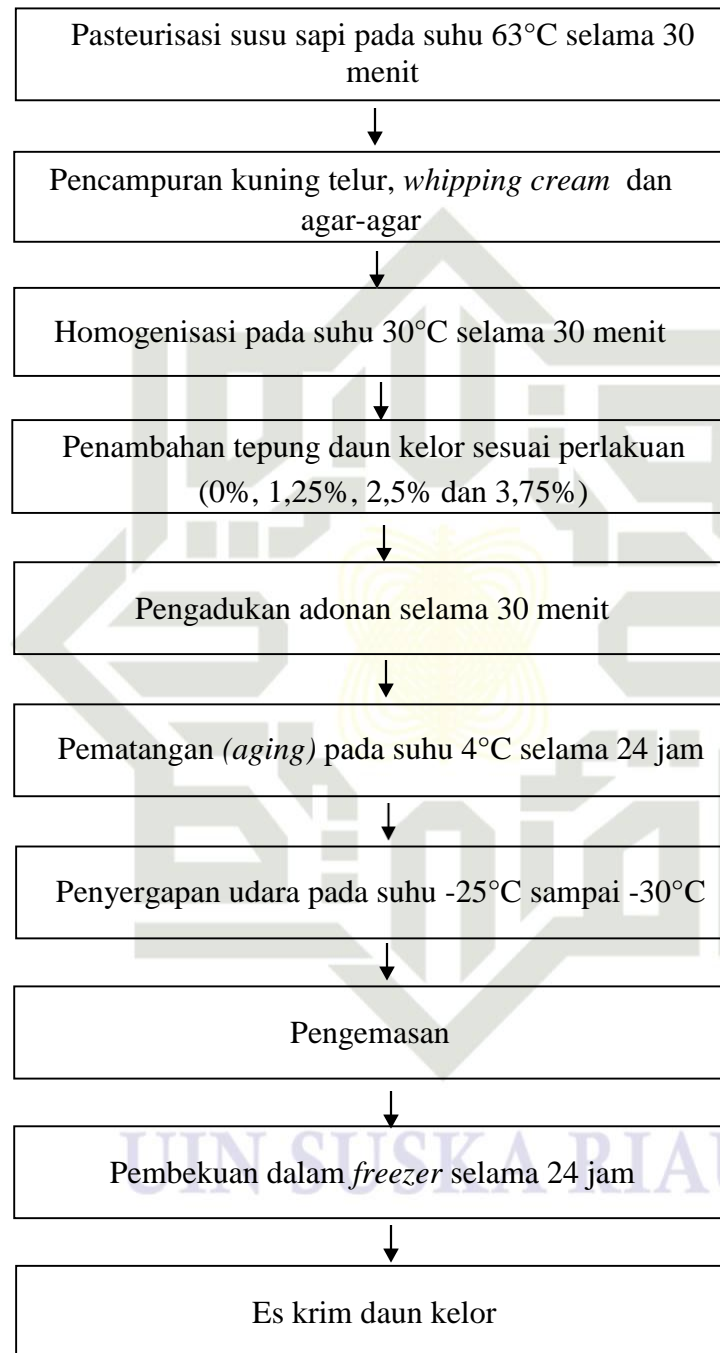 Pasteurisasi susu sapi pada suhu 63°C selama 30
menit
Pencampuran kuning telur, whipping cream dan
agar-agar
Homogenisasi pada suhu 30°C selama 30 menit
Penambahan tepung daun kelor sesuai perlakuan
(0%, 1,25%, 2,5% dan 3,75%)
Pengadukan adonan selama 30 menit
Pematangan (aging) pada suhu 4°C selama 24 jam
Penyergapan udara pada suhu -25°C sampai -30°C
Pengemasan
UIN SUSKA RIAU
Pembekuan dalam freezer selama 24 jam
Es krim daun kelor